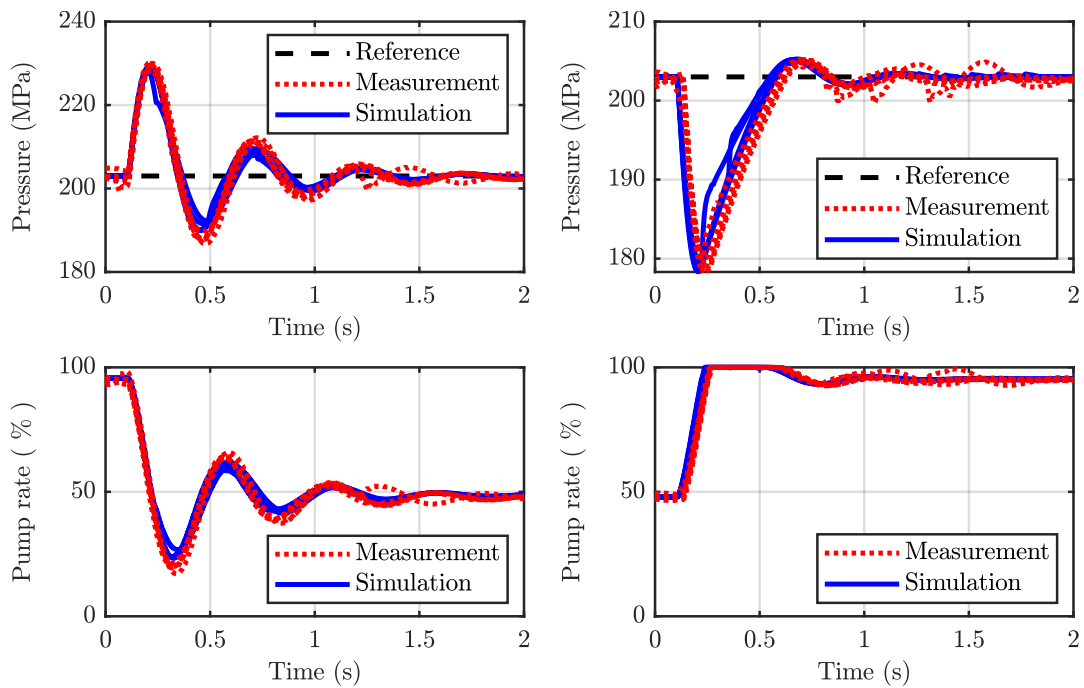 240
220
200
180
Pressure (MPa)
Reference
Measurement
Simulation
0
0.5
1
1.5
2
Time (s)
210
200
190
180
Pressure (MPa)
Reference
Measurement
Simulation
0
0.5
1
1.5
2
Time (s)
100
50
0
Pump rate ( % )
Measurement
Simulation
0
0.5
1
1.5
2
Time (s)
100
50
0
Pump rate ( % )
Measurement
Simulation
0
0.5
1
1.5
2
Time (s)